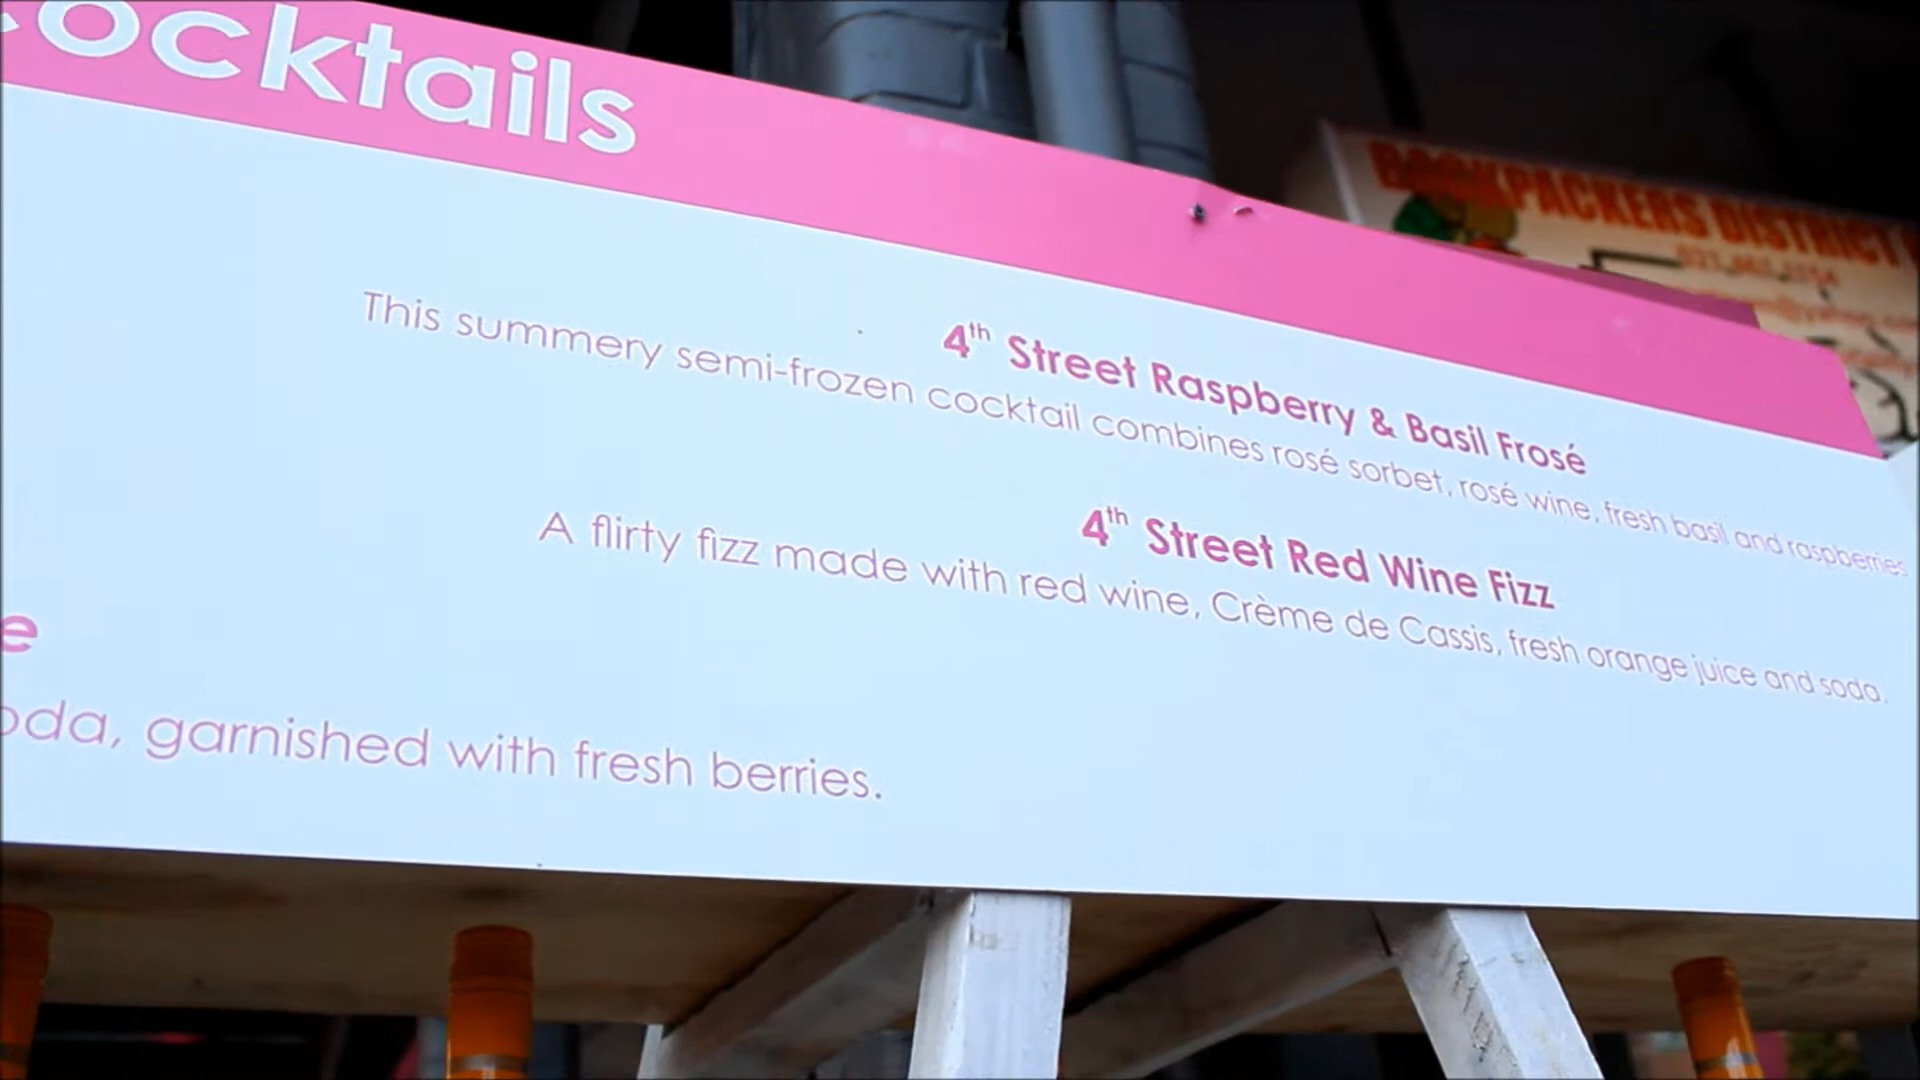 cocktails
BACKPACKERS DISTRICT
4th Street Raspberry & Basil Frosé
This summery semi-frozen cocktail combines rosé sorbet, rosé wine, fresh basil and raspberries
4th Street Red Wine Fizz
A flirty fizz made with red wine, Crème de Cassis, fresh orange juice and soda.
e
oda, garnished with fresh berries.